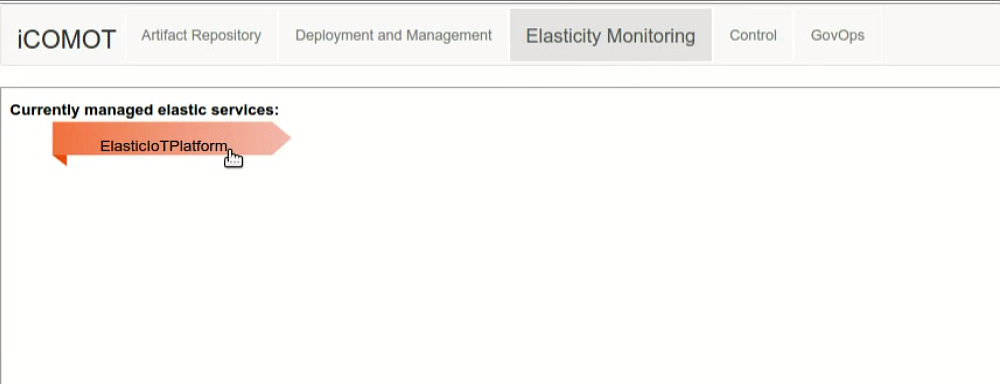 iCOMOT Artifact Repository Deployment and Management Elasticity Monitoring Control GovOps
Currently managed elastic services:
ElasticIoTPlatform